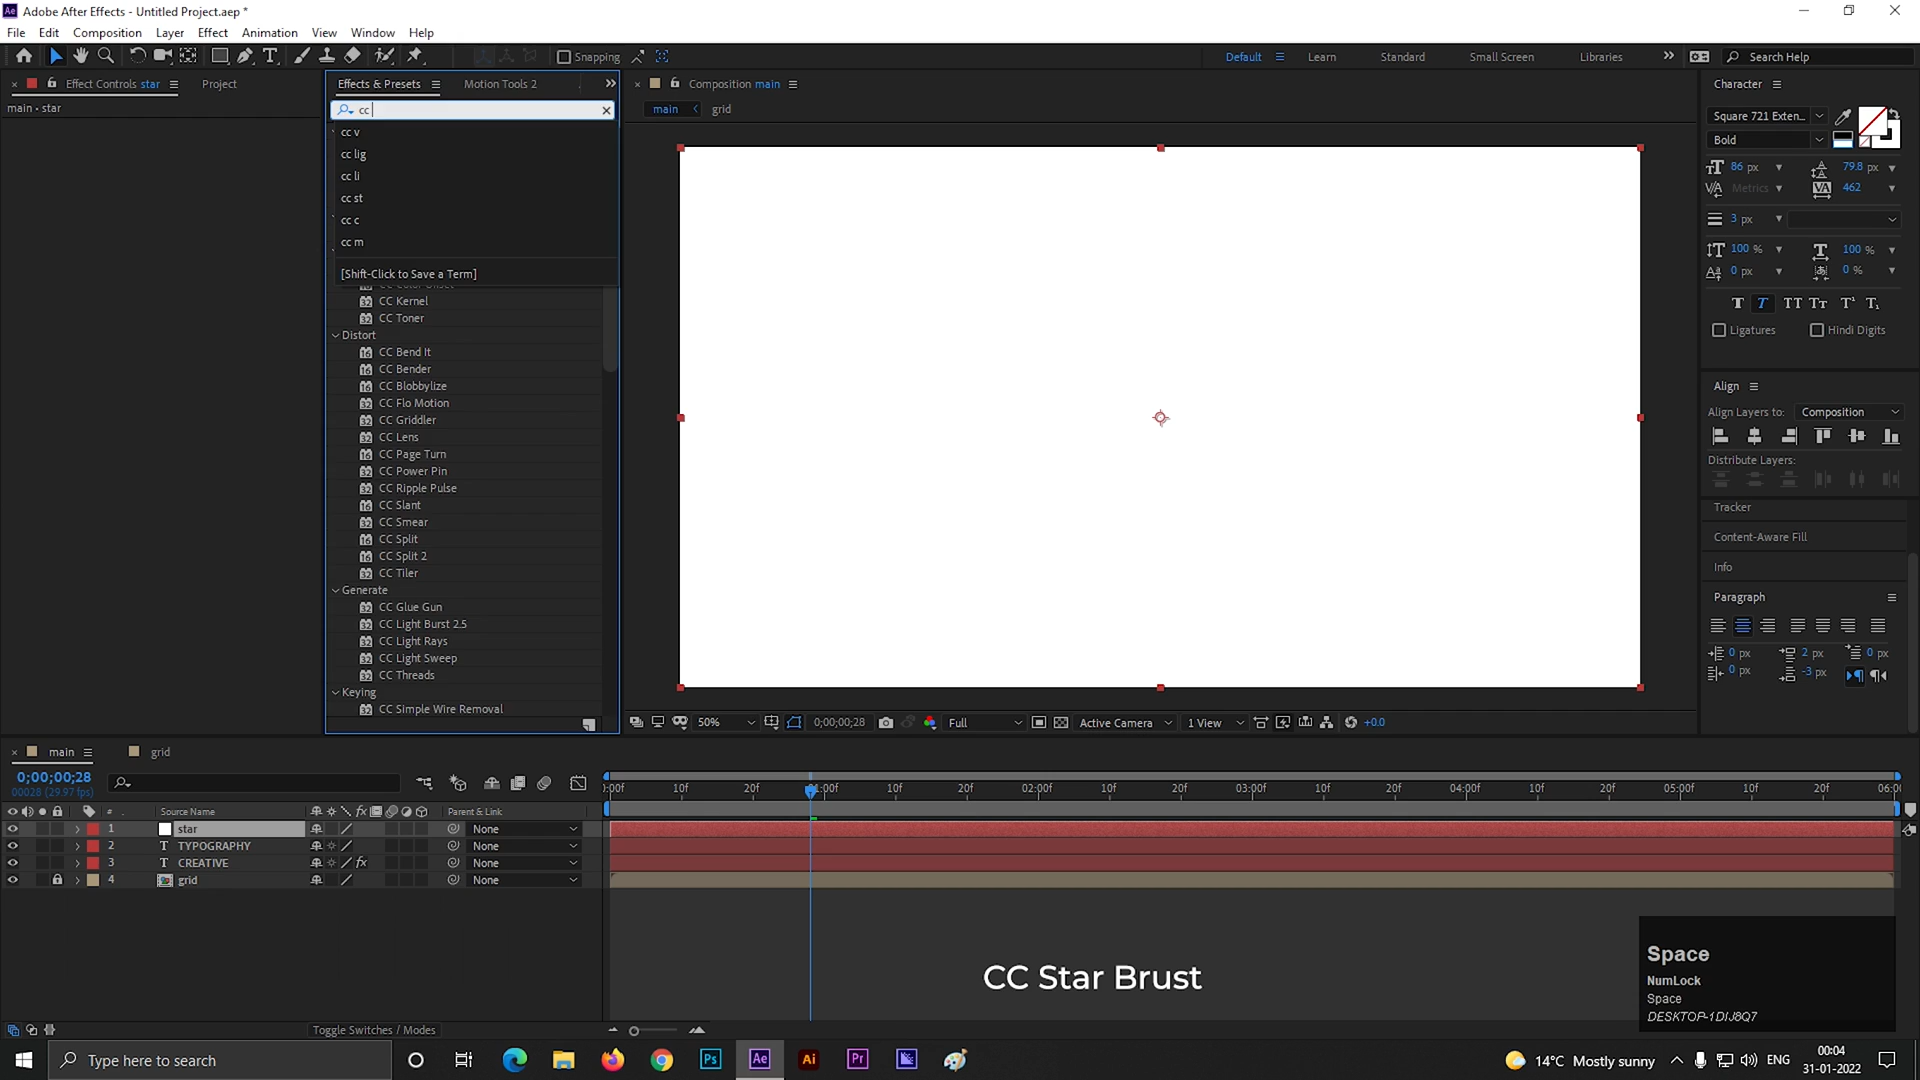 Adobe After Effects - Untitled Project.aep *
File Edit Composition Layer Effect Animation View Window Help
Snapping
Default Learn Standard Small Screen Libraries Search Help
Effect Controls star Project
main • star
Effects & Presets Motion Tools 2
cc
cc v
cc lig
cc li
cc st
cc c
cc m
[Shift-Click to Save a Term]
CC Kernel
CC Toner
Distort
CC Bend It
CC Bender
CC Blobbylize
CC Flo Motion
CC Griddler
CC Lens
CC Page Turn
CC Power Pin
CC Ripple Pulse
CC Slant
CC Smear
CC Split
CC Split 2
CC Tiler
Generate
CC Glue Gun
CC Light Burst 2.5
CC Light Rays
CC Light Sweep
CC Threads
Keying
CC Simple Wire Removal
Composition main
main grid
50% 0;00;00;28 Full Active Camera 1 View +0.0
Character
Square 721 Exten...
Bold
86 px 79.8 px
Metrics 462
3 px
100 % 100 %
0 px 0 %
Ligatures Hindi Digits
Align
Align Layers to: Composition
Distribute Layers:
Tracker
Content-Aware Fill
Info
Paragraph
0 px 2 px 0 px
0 px -3 px
main grid
0;00;00;28
00028 (29.97 fps)
:00f 10f 20f 1:00f 10f 20f 02:00f 10f 20f 03:00f 10f 20f 04:00f 10f 20f 05:00f 10f 20f 06:0
# Source Name Parent & Link
1 star None
2 T TYPOGRAPHY None
3 T CREATIVE fx None
4 grid None
Toggle Switches / Modes
CC Star Brust
Space
NumLock
Space
DESKTOP-1DIJ8Q7
Type here to search
Ps Ae Ai Pr
14°C Mostly sunny ENG
00:04
31-01-2022